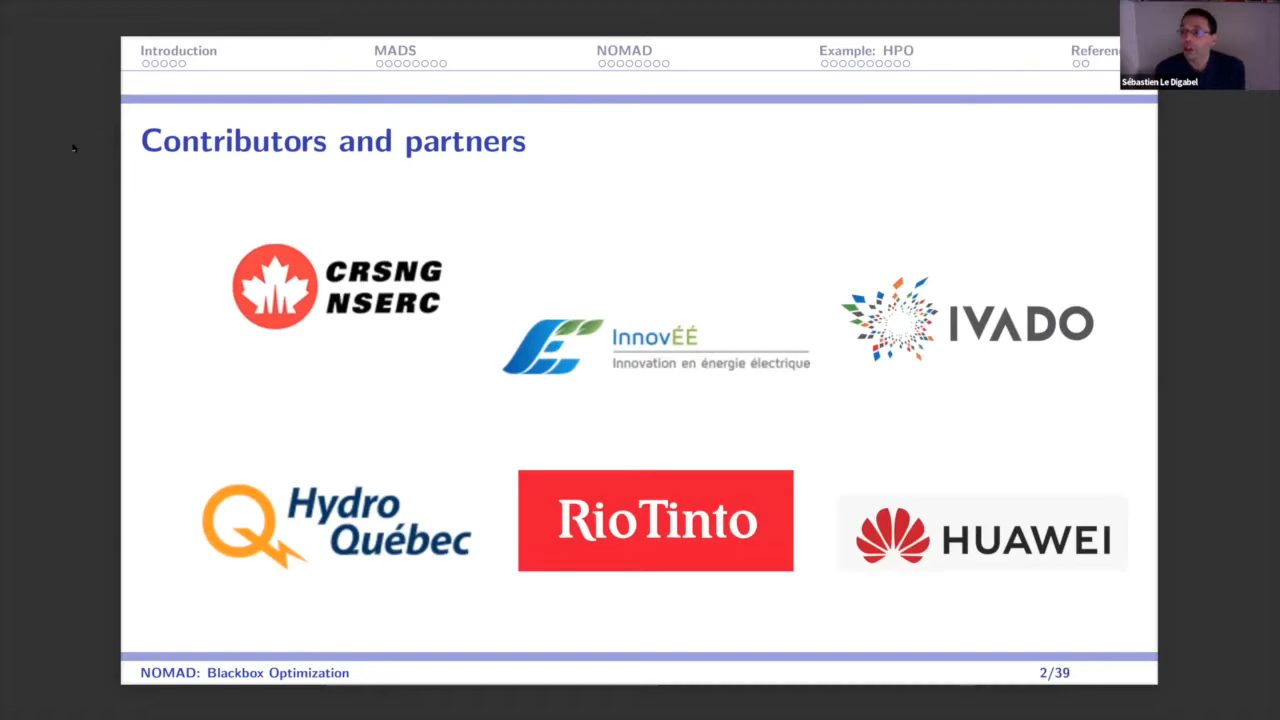 Introduction MADS NOMAD Example: HPO Referen
Sébastien Le Digabel
Contributors and partners
CRSNG
NSERC
InnovÉÉ
Innovation en énergie électrique
IVADO
Hydro
Québec
RioTinto
HUAWEI
NOMAD: Blackbox Optimization 2/39